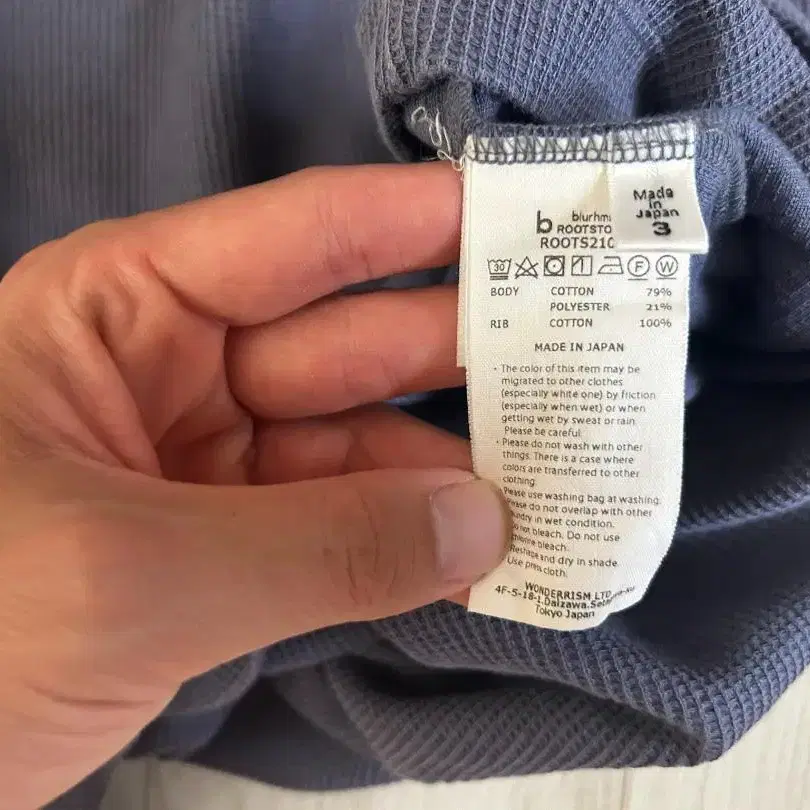 Made
in
Japan
3
b blurhm
ROOTSTO
ROOTS210
30 F W
BODY COTTON 79%
POLYESTER 21%
RIB COTTON 100%
MADE IN JAPAN
・The color of this item may be
migrated to other clothes
(especially white one) by friction
(especially when wet) or when
getting wet by sweat or rain.
Please be careful.
・Please do not wash with other
things. There is a case where
colors are transferred to other
clothing.
Please use washing bag at washing.
Please do not overlap with other
laundry in wet condition.
Do not bleach. Do not use
chlorine bleach.
Reshape and dry in shade.
Use press cloth.
WONDERRISM LTD
4F-5-18-1,Daizawa,
Tokyo Japan